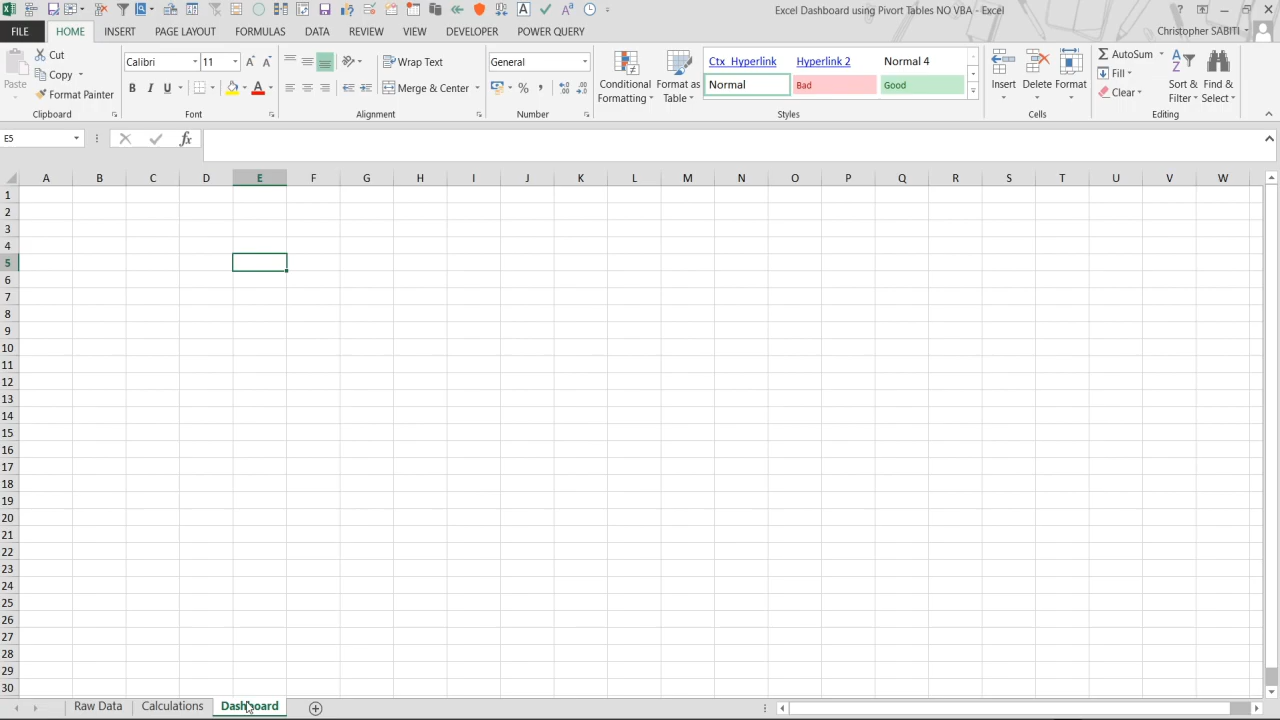 Excel Dashboard using Pivort Tables NO VBA - Excel
FILE HOME INSERT PAGE LAYOUT FORMULAS DATA REVIEW VIEW DEVELOPER POWER QUERY Christopher SABITI
Paste
Cut
Copy
Format Painter
Clipboard
Calibri 11
B I U A
Font
Wrap Text
Merge & Center
Alignment
General
% ,
Number
Conditional Formatting
Format as Table
Ctx_Hyperlink Hyperlink 2 Normal 4
Normal Bad Good
Styles
Insert Delete Format
Cells
AutoSum
Fill
Clear
Sort & Filter
Find & Select
Editing
E5 fx
A B C D E F G H I J K L M N O P Q R S T U V W
1
2
3
4
5
6
7
8
9
10
11
12
13
14
15
16
17
18
19
20
21
22
23
24
25
26
27
28
29
30
Raw Data Calculations Dashboard